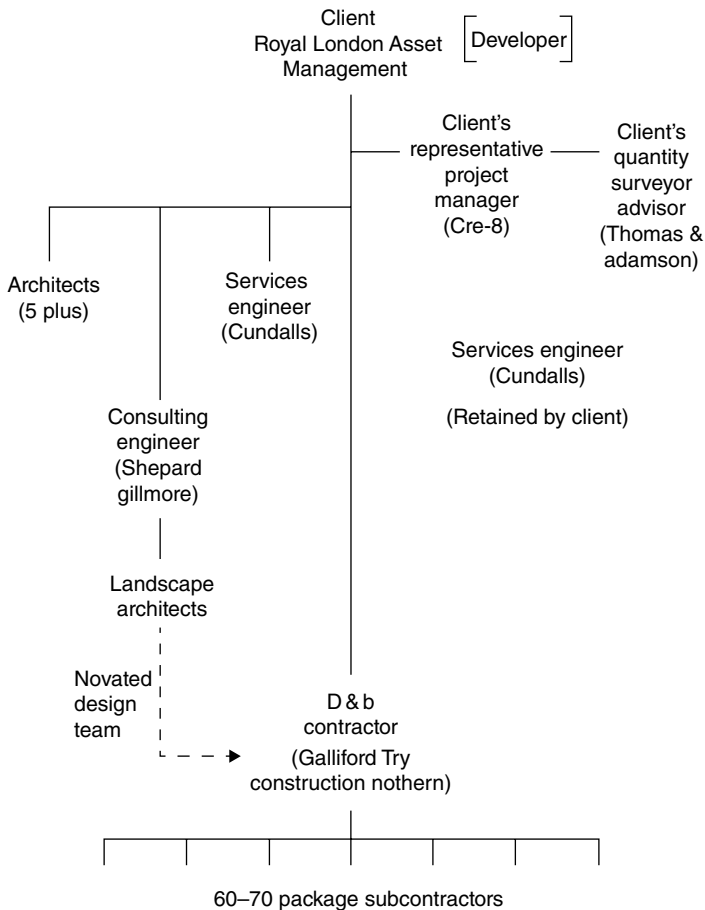 Client
Royal London Asset
Management
Developer
Client's
representative
project
manager
(Cre-8)
Client's
quantity
surveyor
advisor
(Thomas &
adamson)
Architects
(5 plus)
Services
engineer
(Cundalls)
Services engineer
(Cundalls)
(Retained by client)
Consulting
engineer
(Shepard
gillmore)
Landscape
architects
Novated
design
team
D & b
contractor
(Galliford Try
construction nothern)
60–70 package subcontractors